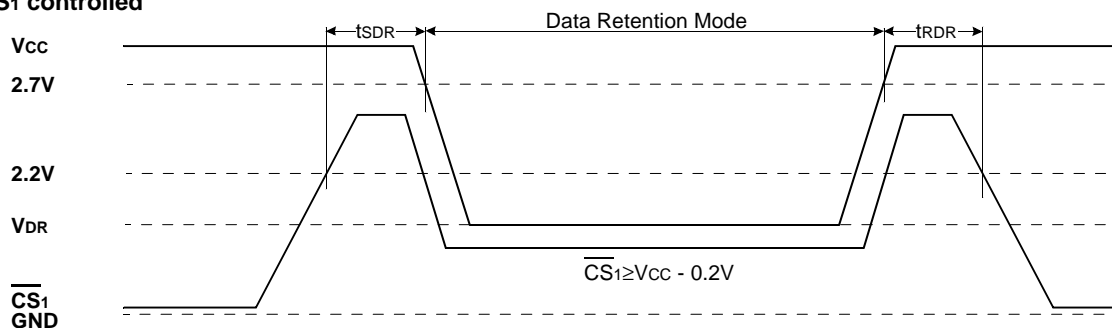 S1 controlled
tSDR
Data Retention Mode
tRDR
VCC
2.7V
2.2V
VDR
CS1≥VCC - 0.2V
CS1
GND